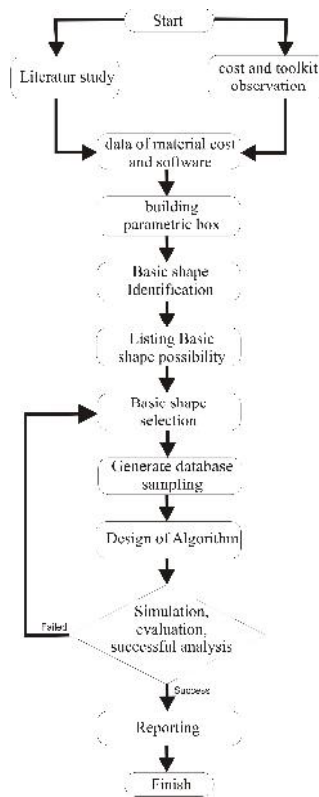 Start
Literatur study
cost and toolkit
observation
data of material cost
and software
building
parametric box
Basic shape
Identification
Listing Basic
shape possibility
Basic shape
selection
Generate database
sampling
Design of Algorithm
Simulation,
evaluation,
successful analysis
Failed
Success
Reporting
Finish